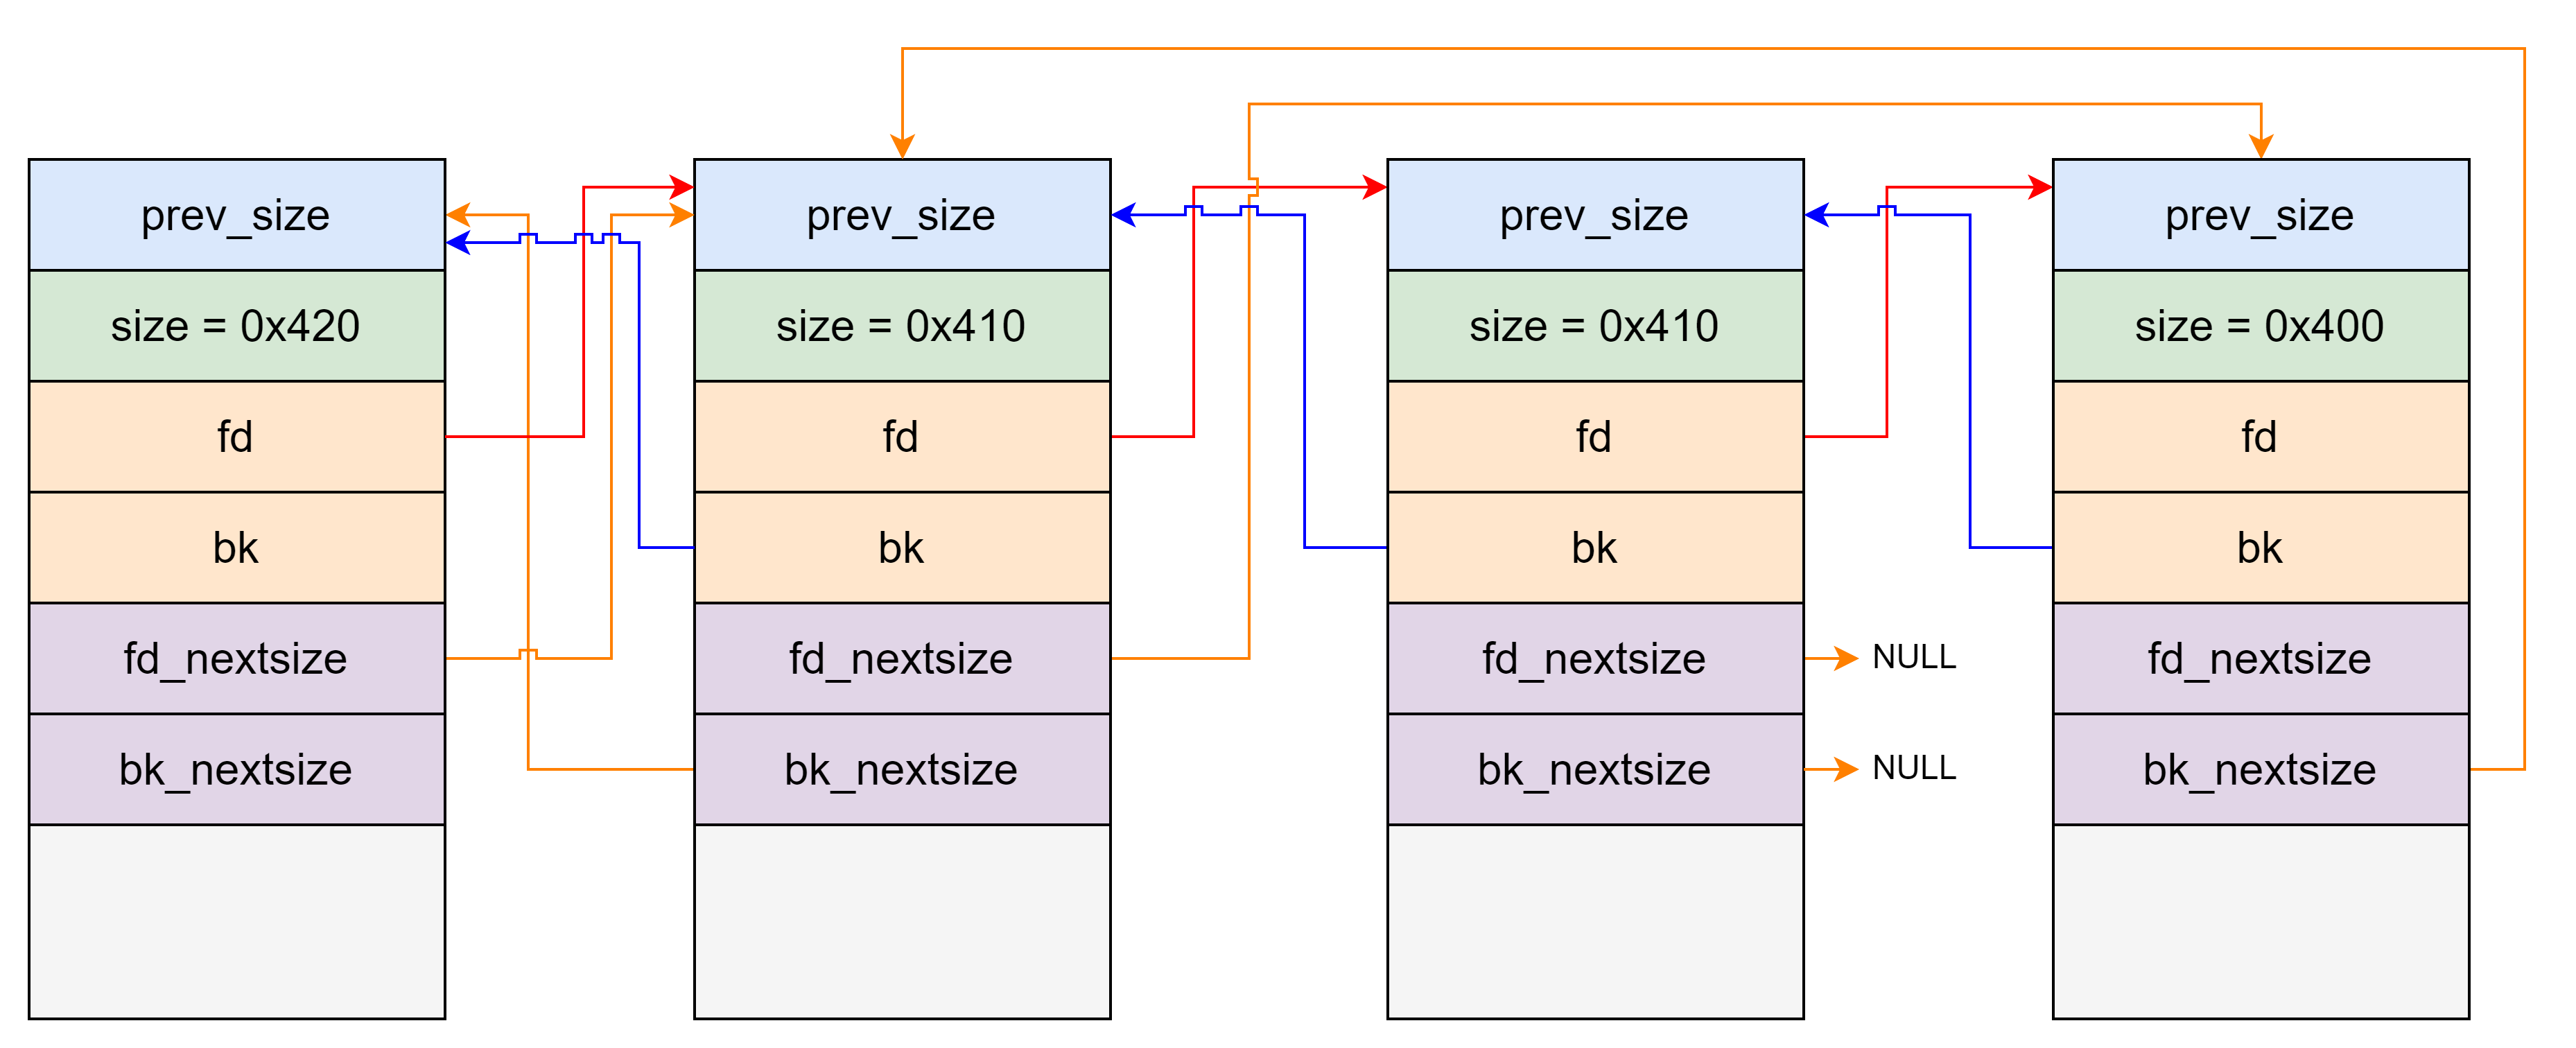 prev_size
size = 0x420
fd
bk
fd_nextsize
bk_nextsize
prev_size
size = 0x410
fd
bk
fd_nextsize
bk_nextsize
prev_size
size = 0x410
fd
bk
fd_nextsize
bk_nextsize
NULL
NULL
prev_size
size = 0x400
fd
bk
fd_nextsize
bk_nextsize